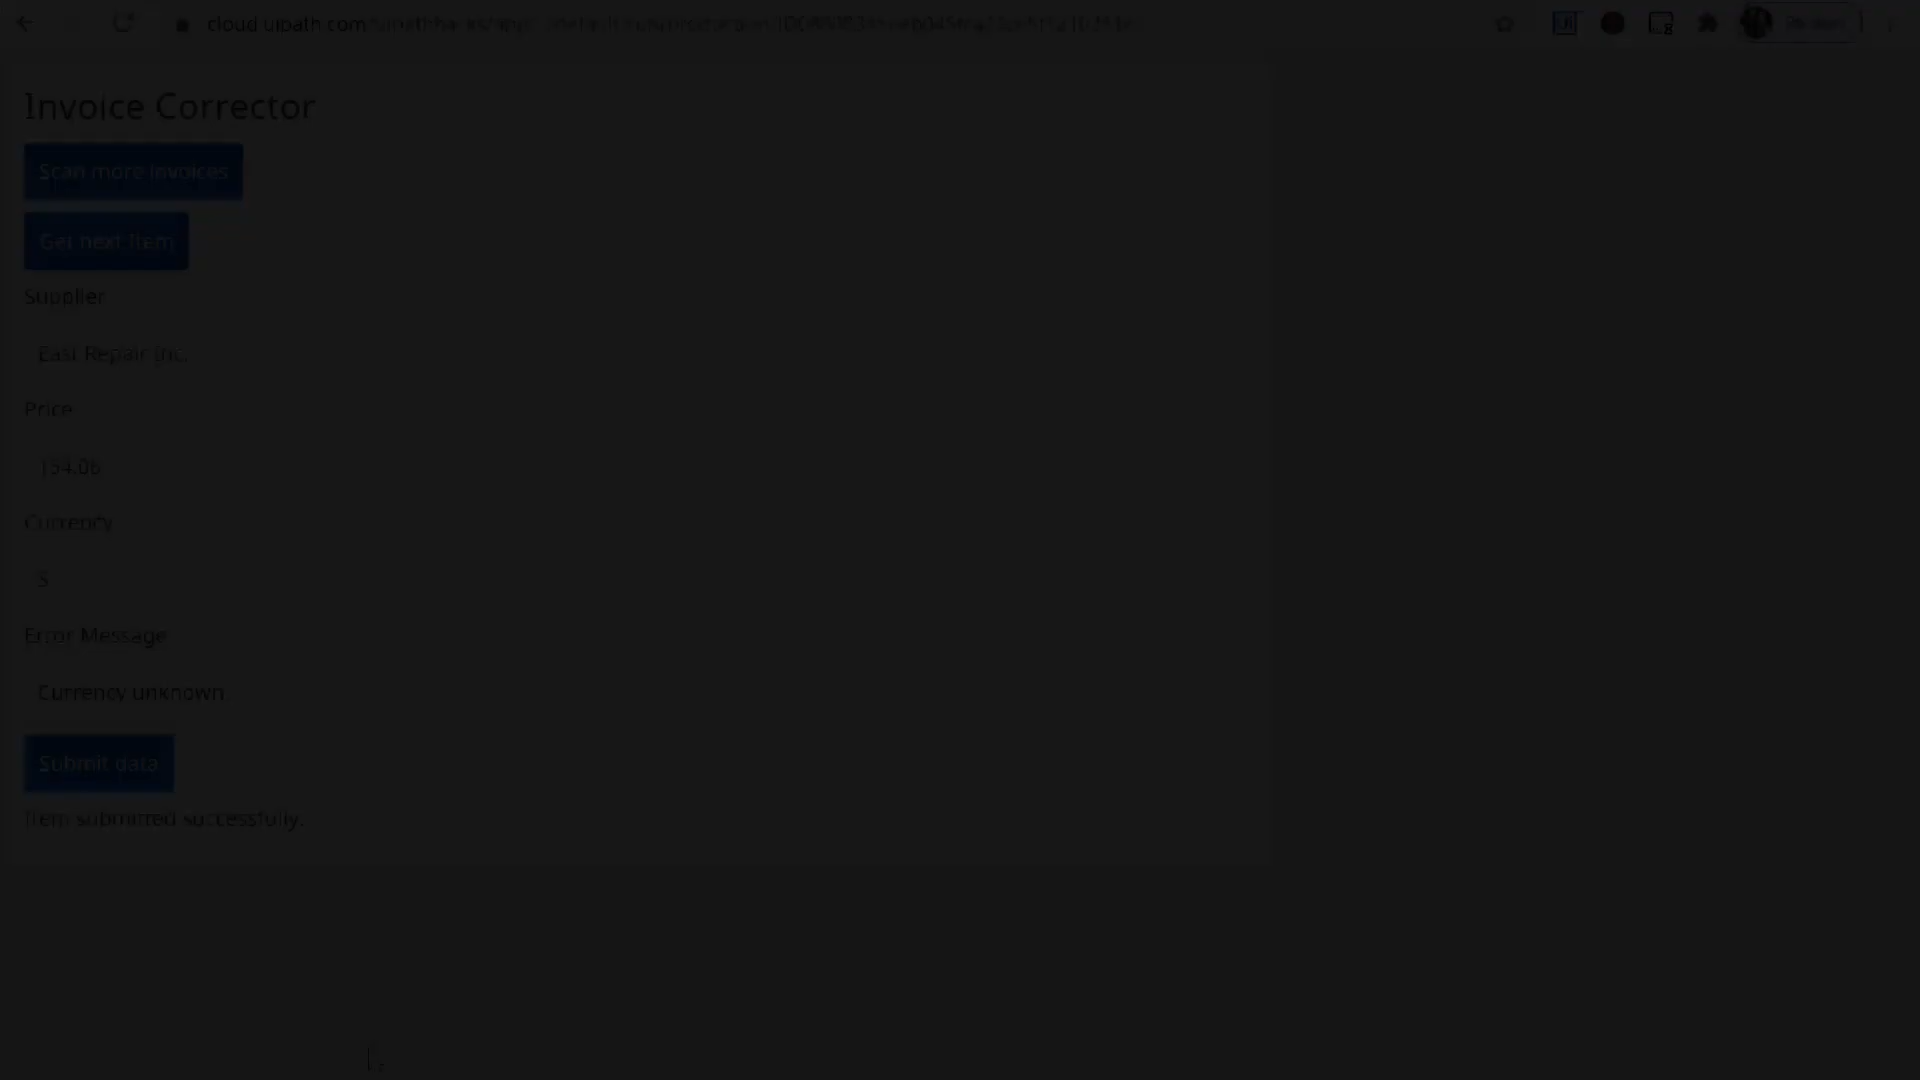 cloud.uipath.com
Invoice Corrector
Scan more invoices
Get next item
Supplier
East Repair Inc.
Price
154.06
Currency
$
Error Message
Currency unknown
Submit data
Item submitted successfully.